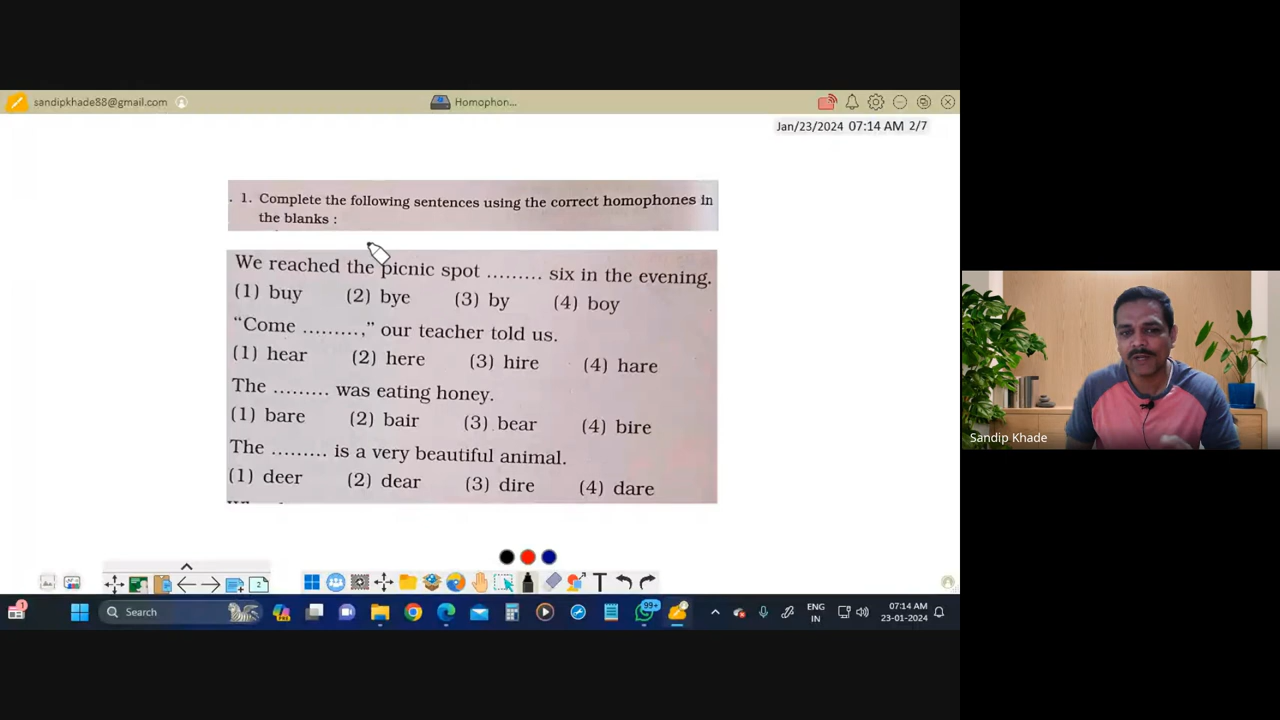 sandipkhade88@gmail.com
Homophon...
Jan/23/2024 07:14 AM 2/7
. 1. Complete the following sentences using the correct homophones in
the blanks :
We reached the picnic spot ......... six in the evening.
(1) buy (2) bye (3) by (4) boy
“Come .........,” our teacher told us.
(1) hear (2) here (3) hire (4) hare
The ......... was eating honey.
(1) bare (2) bair (3) bear (4) bire
The ......... is a very beautiful animal.
(1) deer (2) dear (3) dire (4) dare
Sandip Khade
2
T
1
Search
PRE
99+
ENG
IN
07:14 AM
23-01-2024